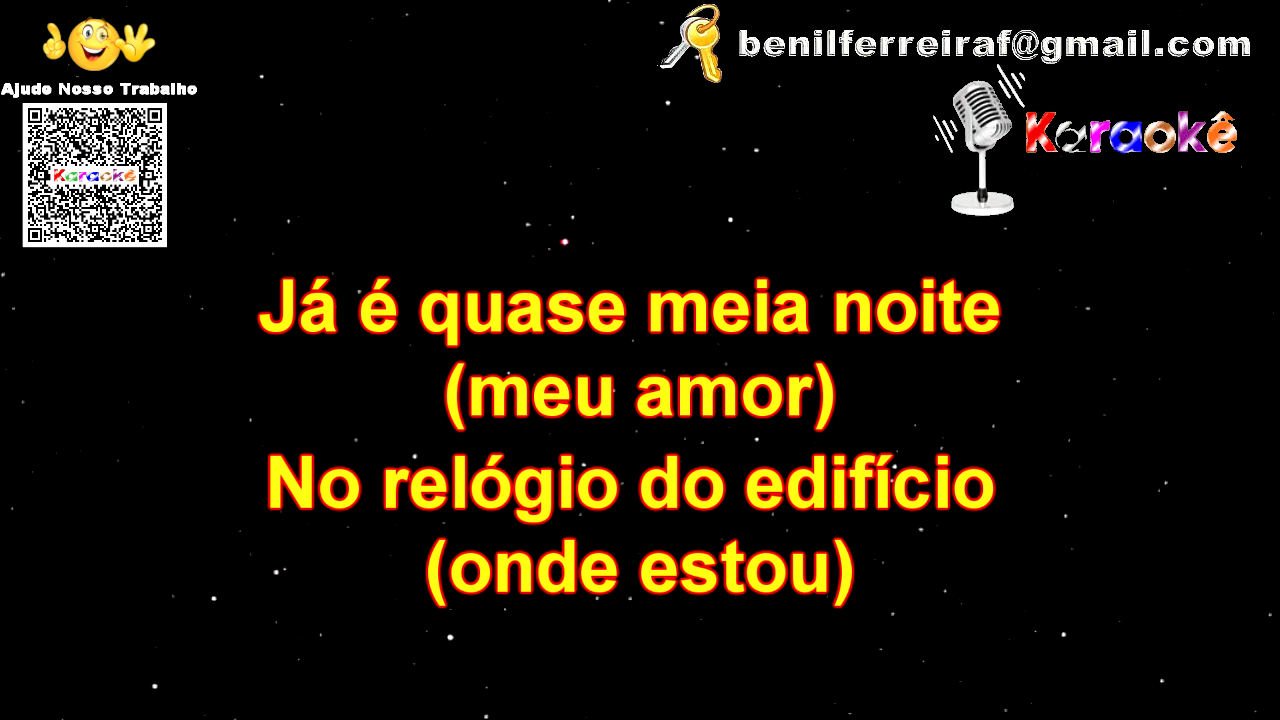 benilferreiraf@gmail.com
Ajude Nosso Trabalho
Karaokê
Karaokê
Já é quase meia noite
(meu amor)
No relógio do edifício
(onde estou)